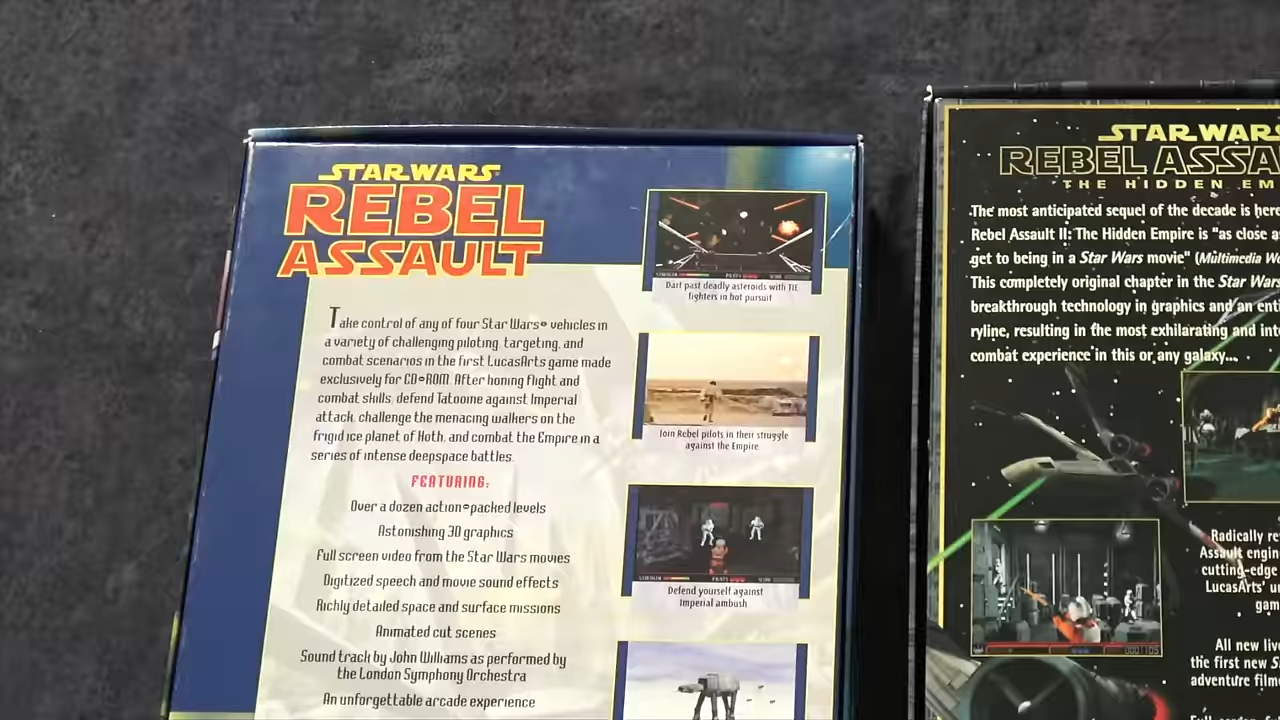 STAR WARS
REBEL
ASSAULT
Take control of any of four Star Wars® vehicles in
a variety of challenging piloting, targeting, and
combat scenarios in the first LucasArts game made
exclusively for CD-ROM. After honing flight and
combat skills, defend Tatooine against Imperial
attack, challenge the menacing walkers on the
frigid ice planet of Hoth, and combat the Empire in a
series of intense deepspace battles.
FEATURING:
Over a dozen action-packed levels
Astonishing 3D graphics
Full screen video from the Star Wars movies
Digitized speech and movie sound effects
Richly detailed space and surface missions
Animated cut scenes
Sound track by John Williams as performed by
the London Symphony Orchestra
An unforgettable arcade experience
Dart past deadly asteroids with TIE
fighters in hot pursuit
Join Rebel pilots in their struggle
against the Empire
Defend yourself against
Imperial ambush
STAR WARS
REBEL ASSA
THE HIDDEN EM
The most anticipated sequel of the decade is here
Rebel Assault II: The Hidden Empire is "as close a
get to being in a Star Wars movie" (Multimedia Wo
This completely original chapter in the Star Wars
breakthrough technology in graphics and an enti
ryline, resulting in the most exhilarating and int
combat experience in this or any galaxy...
Radically re
Assault engin
cutting-edge
LucasArts' un
gam
All new live
the first new S
adventure filme